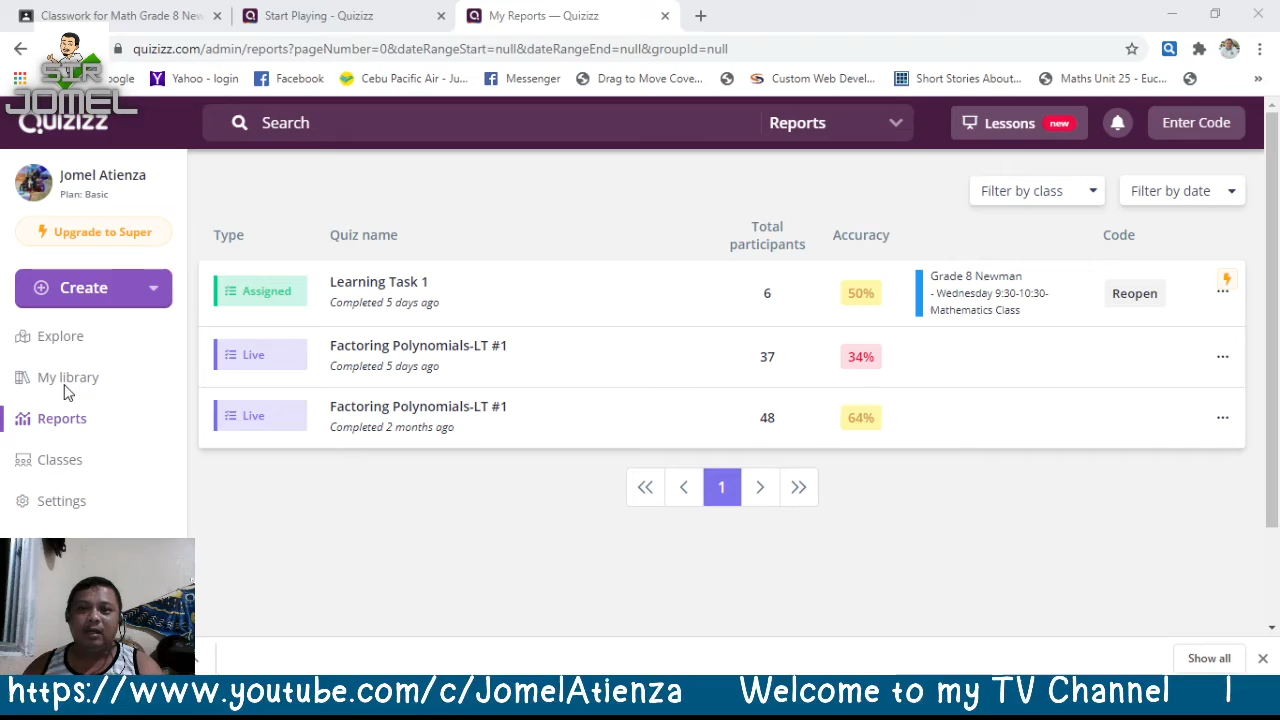 Classwork for Math Grade 8 New
Start Playing - Quizizz
My Reports — Quizizz
quizizz.com/admin/reports?pageNumber=0&dateRangeStart=null&dateRangeEnd=null&groupId=null
ogle
Yahoo - login
Facebook
Cebu Pacific Air - Ju...
Messenger
Drag to Move Cove...
Custom Web Devel...
Short Stories About...
Maths Unit 25 - Euc...
SIR
JOMEL
Quizizz
Search
Reports
Lessons new
Enter Code
Jomel Atienza
Plan: Basic
Upgrade to Super
Create
Explore
My library
Reports
Classes
Settings
Filter by class
Filter by date
Type
Quiz name
Total participants
Accuracy
Code
Assigned
Learning Task 1
Completed 5 days ago
6
50%
Grade 8 Newman
- Wednesday 9:30-10:30-
Mathematics Class
Reopen
Live
Factoring Polynomials-LT #1
Completed 5 days ago
37
34%
Live
Factoring Polynomials-LT #1
Completed 2 months ago
48
64%
1
Show all
https://www.youtube.com/c/JomelAtienza Welcome to my TV Channel